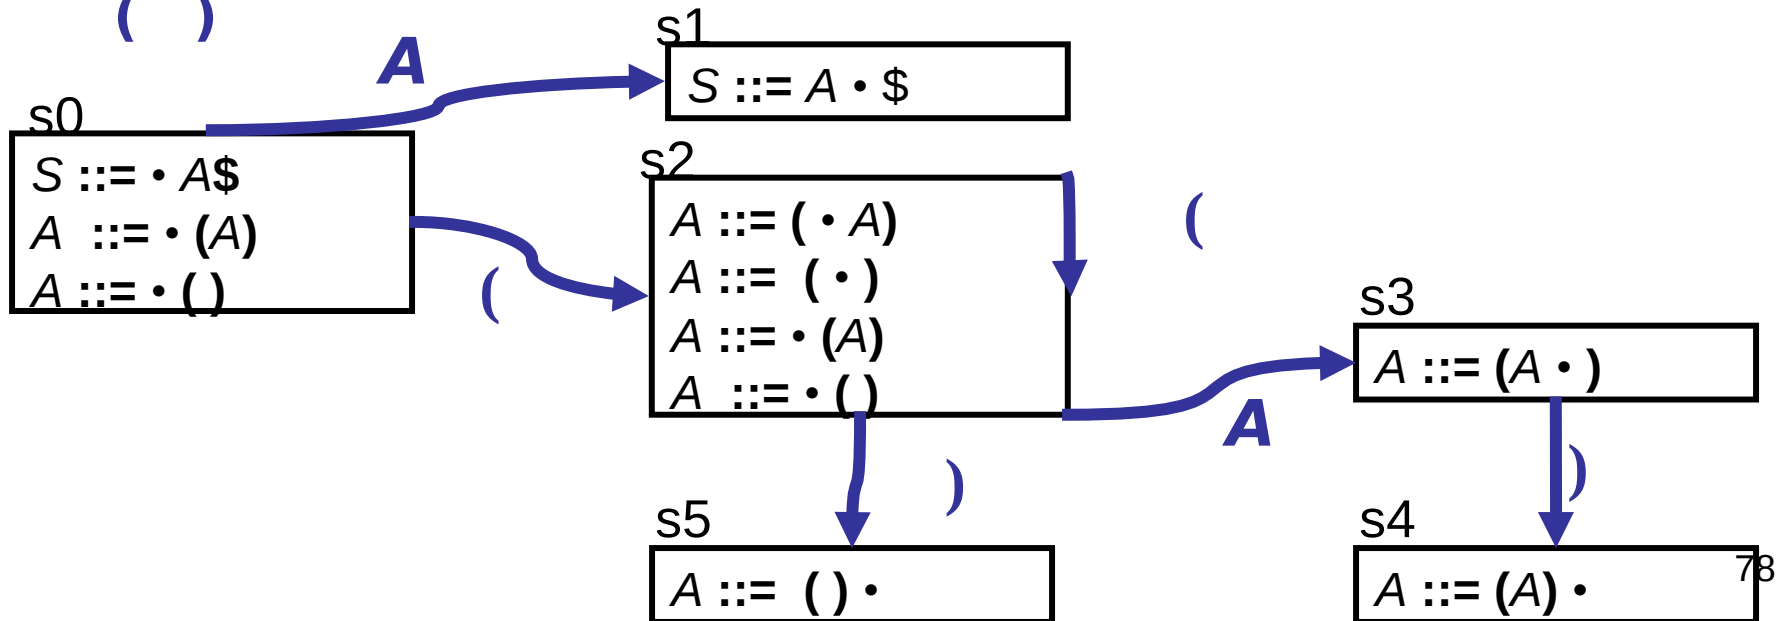 ( )
A
s1
S ::= A • $
s0
S ::= • A$
A ::= • (A)
A ::= • ( )
(
s2
A ::= ( • A)
A ::= ( • )
A ::= • (A)
A ::= • ( )
(
A
s3
A ::= (A • )
)
)
s5
A ::= ( ) •
s4
A ::= (A) •
78